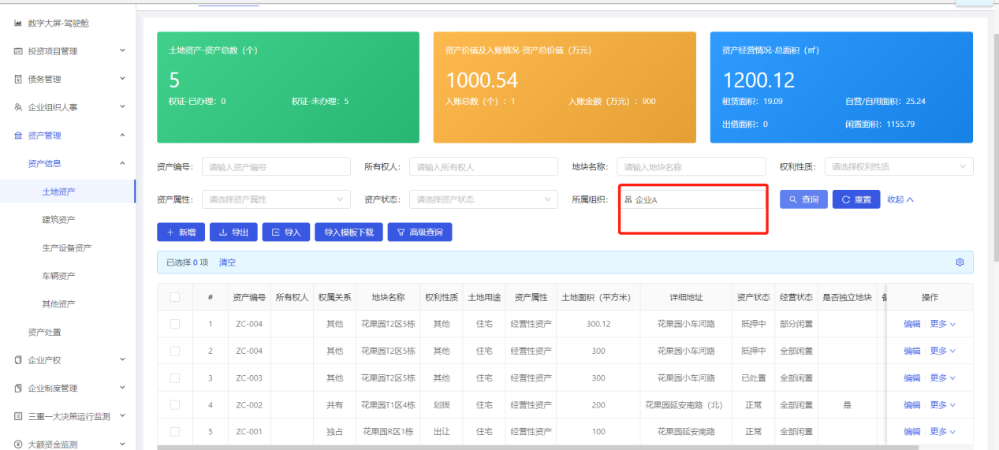 数字大屏-驾驶舱
投资项目管理
债务管理
企业组织人事
资产管理
资产信息
土地资产
建筑资产
生产设备资产
车辆资产
其他资产
资产处置
企业产权
企业制度管理
三重一大决策运行监测
大额资金监测
土地资产-资产总数（个）
5
权证-已办理：0 权证-未办理：5
资产价值及入账情况-资产总价值（万元）
1000.54
入账总数（个）：1 入账金额（万元）：900
资产经营情况-总面积（㎡）
1200.12
租赁面积：19.09 自营/自用面积：25.24
出借面积：0 闲置面积：1155.79
资产编号： 请输入资产编号 所有权人： 请输入所有权人 地块名称： 请输入地块名称 权利性质： 请选择权利性质
资产属性： 请选择资产属性 资产状态： 请选择资产状态 所属组织： 企业A 查询 重置 收起
新增 导出 导入 导入模板下载 高级查询
已选择 0 项 清空
# 资产编号 所有权人 权属关系 地块名称 权利性质 土地用途 资产属性 土地面积（平方米） 详细地址 资产状态 经营状态 是否独立地块 操作
1 ZC-004 其他 花果园T2区5栋 其他 住宅 经营性资产 300.12 花果园小车河路 抵押中 部分闲置 编辑 更多
2 ZC-004 其他 花果园T2区5栋 其他 住宅 经营性资产 300 花果园小车河路 抵押中 全部闲置 编辑 更多
3 ZC-003 其他 花果园T2区5栋 其他 住宅 经营性资产 300 花果园小车河路 已处置 全部闲置 编辑 更多
4 ZC-002 共有 花果园T1区4栋 划拨 住宅 经营性资产 200 花果园延安南路（北） 正常 全部闲置 是 编辑 更多
5 ZC-001 独占 花果园R区1栋 出让 住宅 经营性资产 100 花果园延安南路 正常 全部闲置 编辑 更多